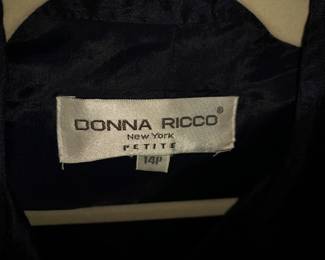 DONNA RICCO®
New York
PETITE
14P